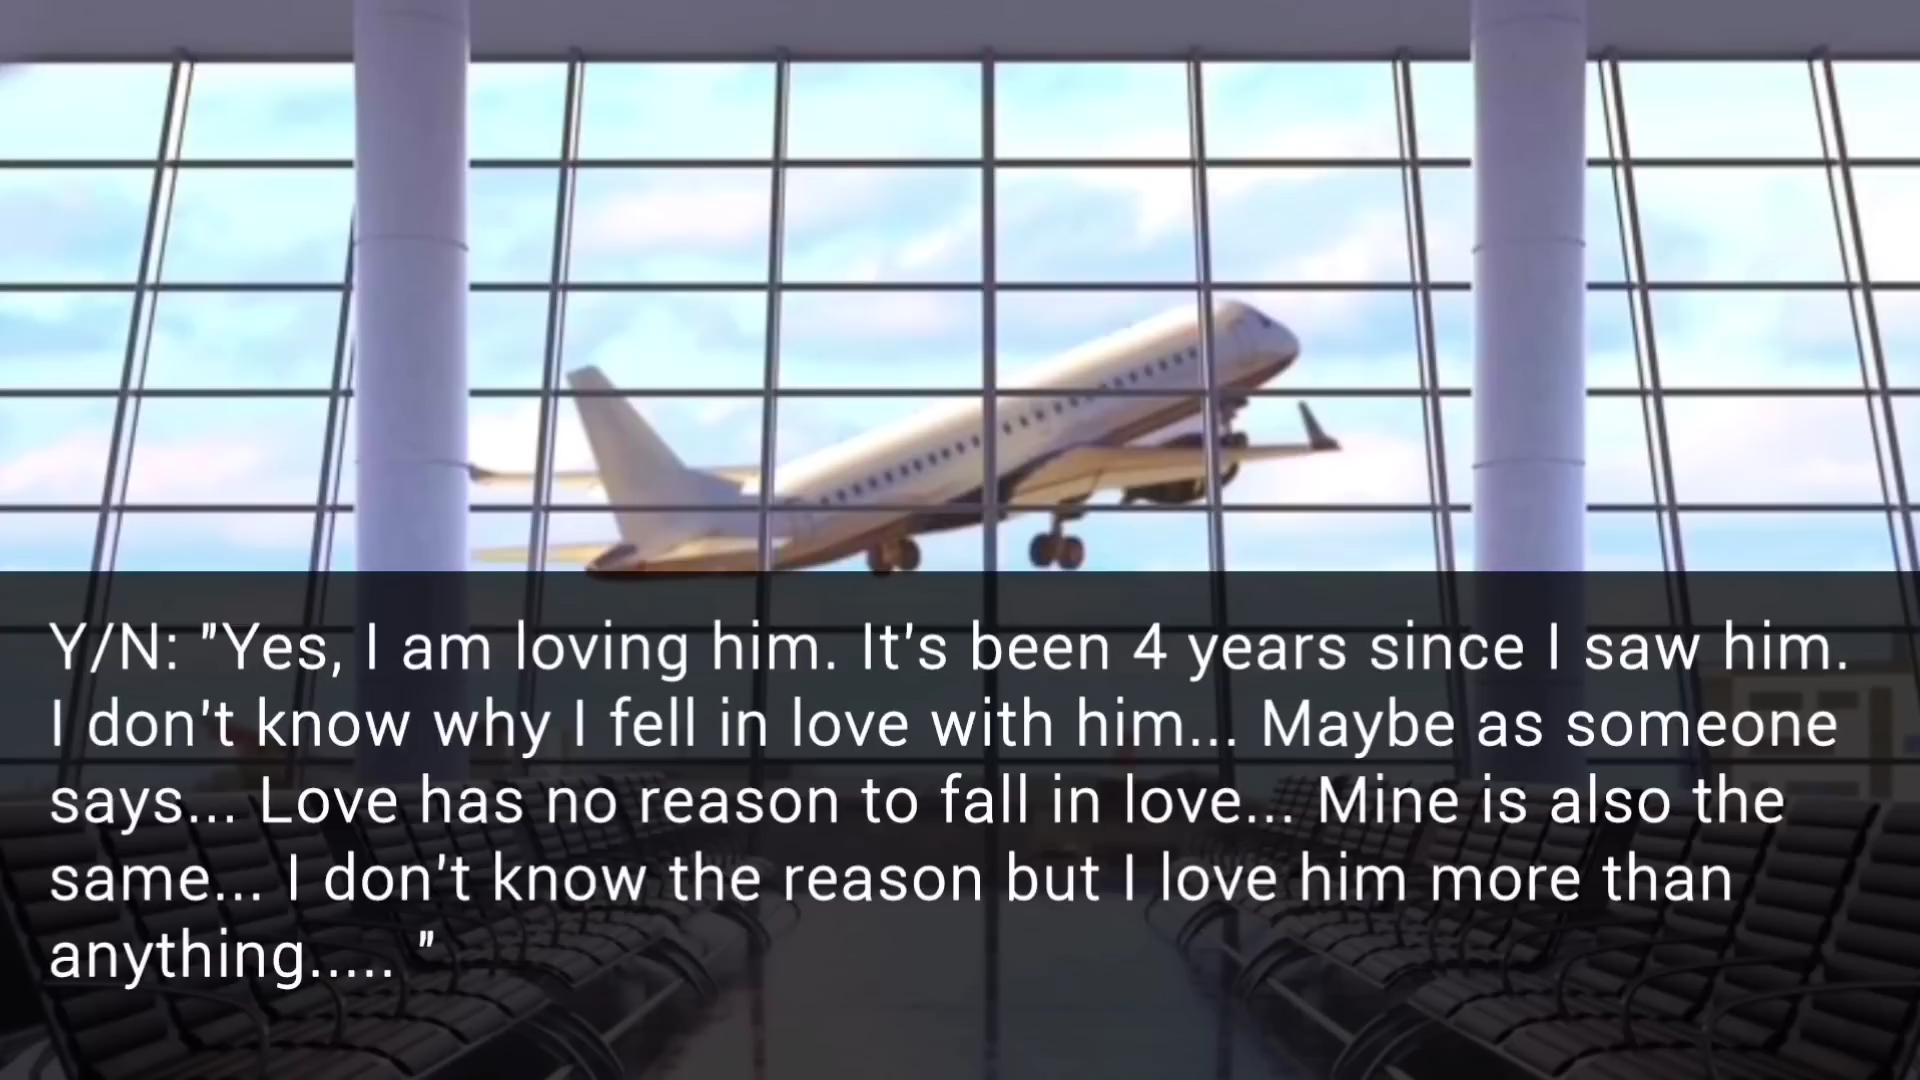 Y/N: "Yes, I am loving him. It's been 4 years since I saw him.
I don't know why I fell in love with him... Maybe as someone
says... Love has no reason to fall in love... Mine is also the
same... I don't know the reason but I love him more than
anything..... "